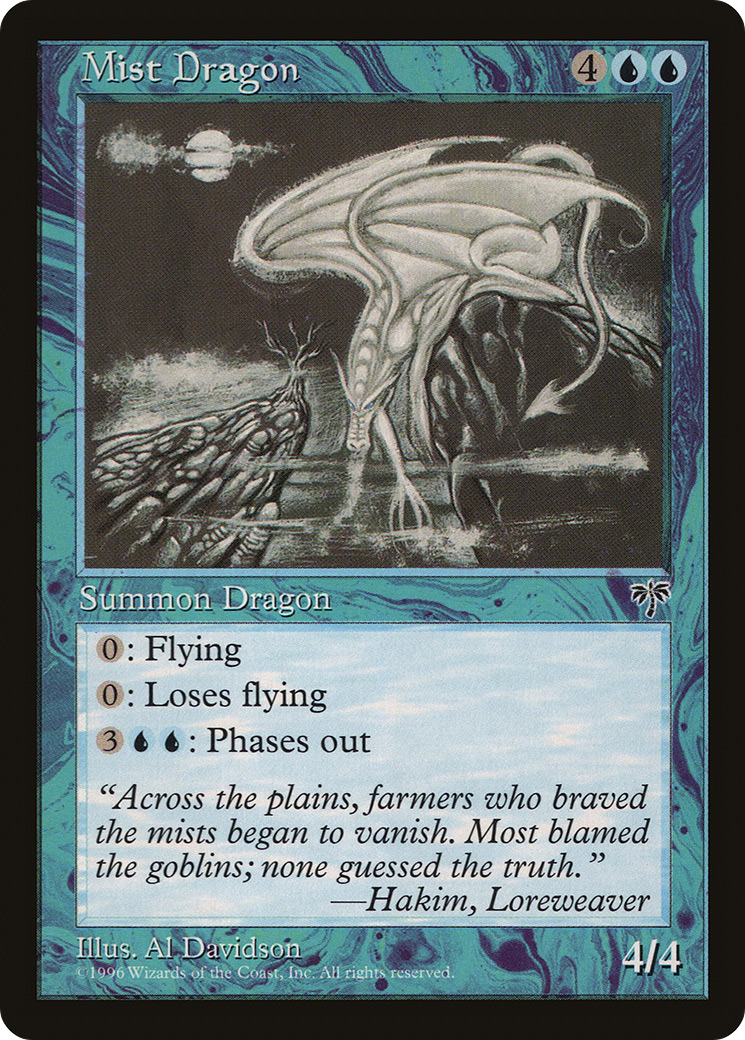 Mist Dragon 4
Summon Dragon
0: Flying
0: Loses flying
3: Phases out
“Across the plains, farmers who braved
the mists began to vanish. Most blamed
the goblins; none guessed the truth.”
—Hakim, Loreweaver
Illus. Al Davidson
©1996 Wizards of the Coast, Inc. All rights reserved.
4/4